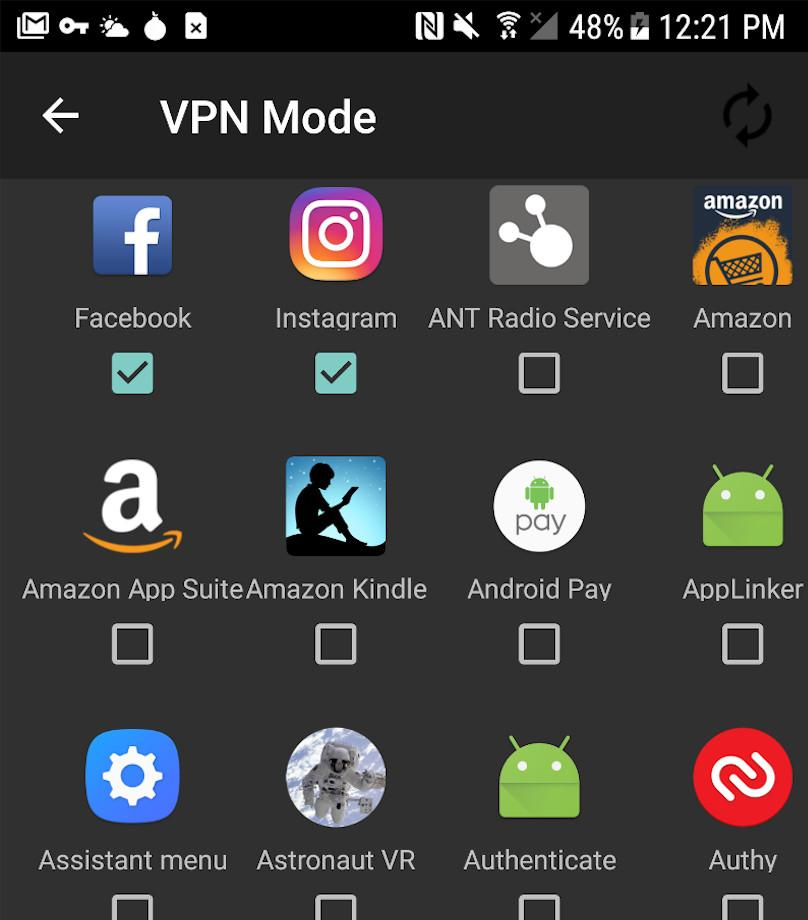 48% 12:21 PM
VPN Mode
amazon
Facebook Instagram ANT Radio Service Amazon
pay
Amazon App Suite Amazon Kindle Android Pay AppLinker
Assistant menu Astronaut VR Authenticate Authy